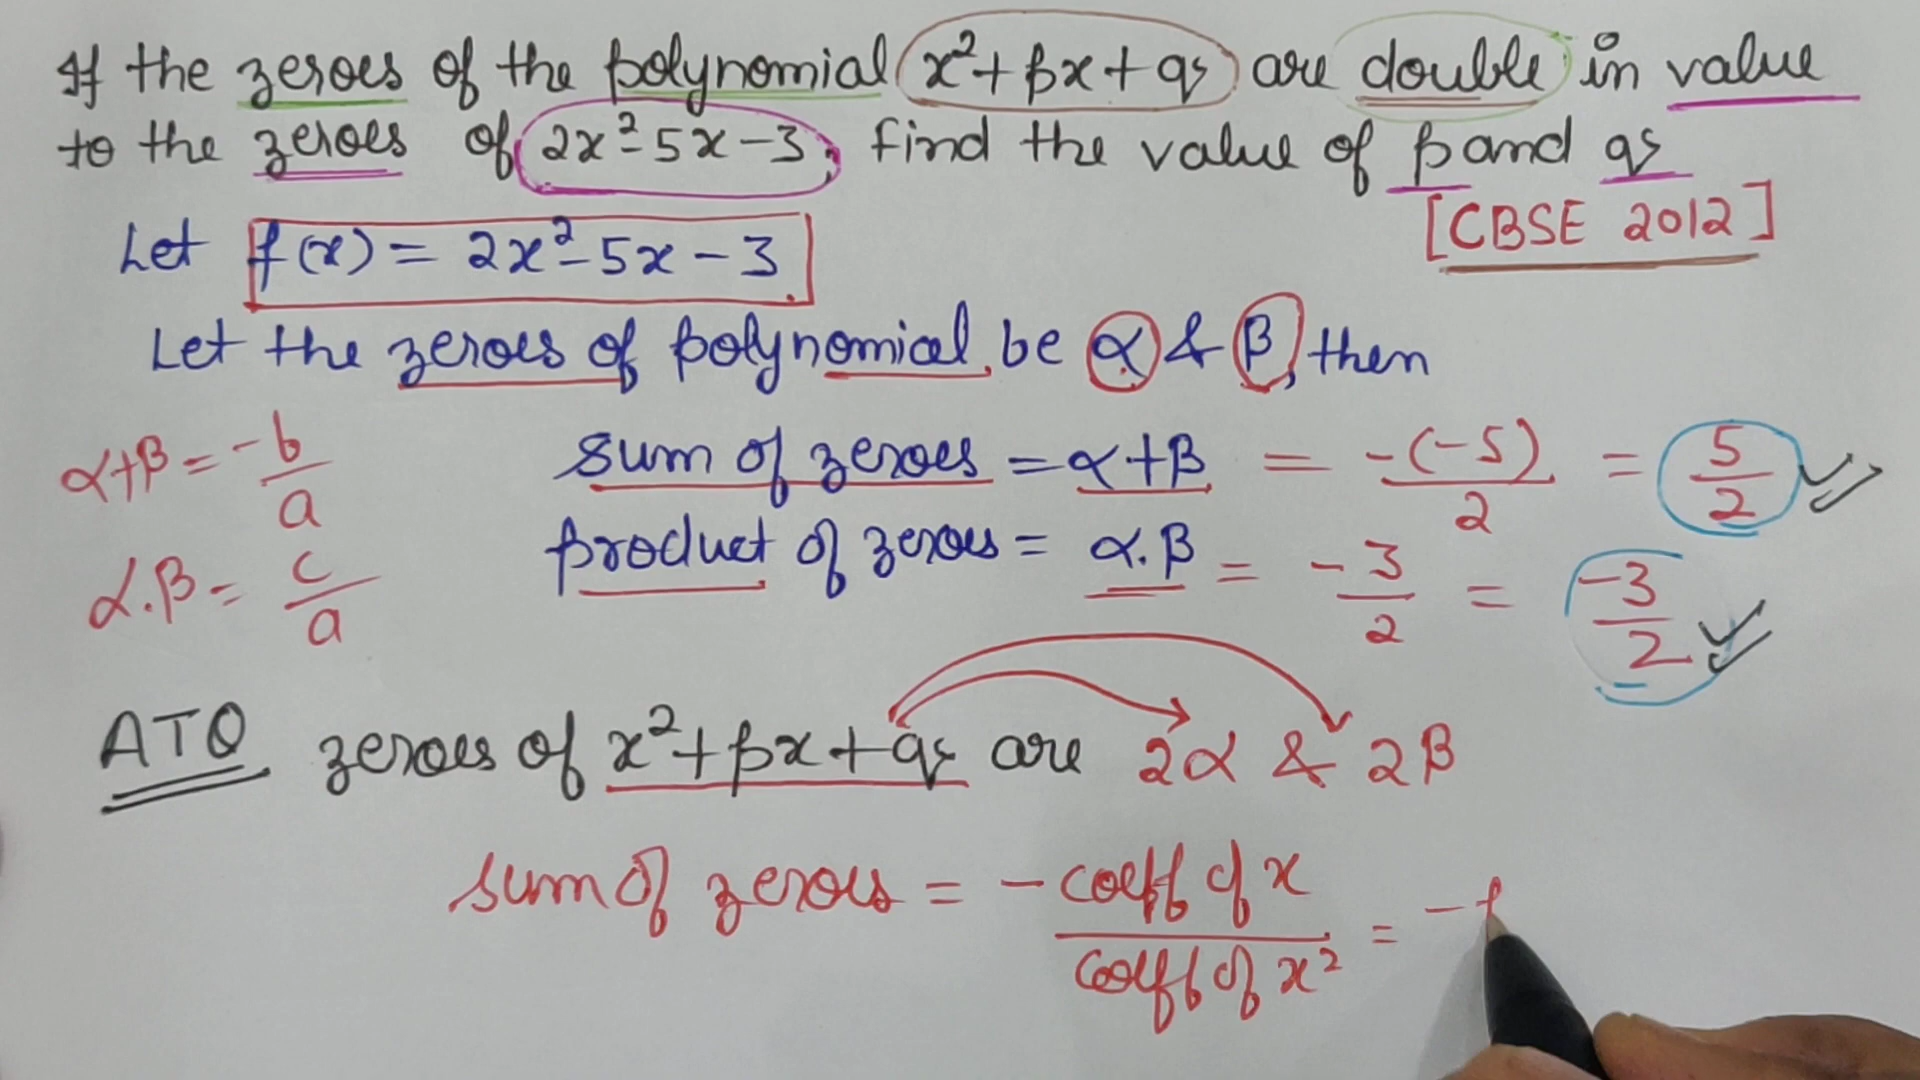 If the zeroes of the polynomial x²+px+q are double in value
to the zeroes of 2x²-5x-3, find the value of p and q
[CBSE 2012]
Let f(x) = 2x²-5x-3
Let the zeroes of polynomial be α & β, then
α+β = -b/a
sum of zeroes = α+β = -(-5)/2 = 5/2
α.β = c/a
product of zeroes = α.β = -3/2 = -3/2
ATQ zeroes of x²+px+q are 2α & 2β
sum of zeroes = -coeff of x/coeff of x² = -